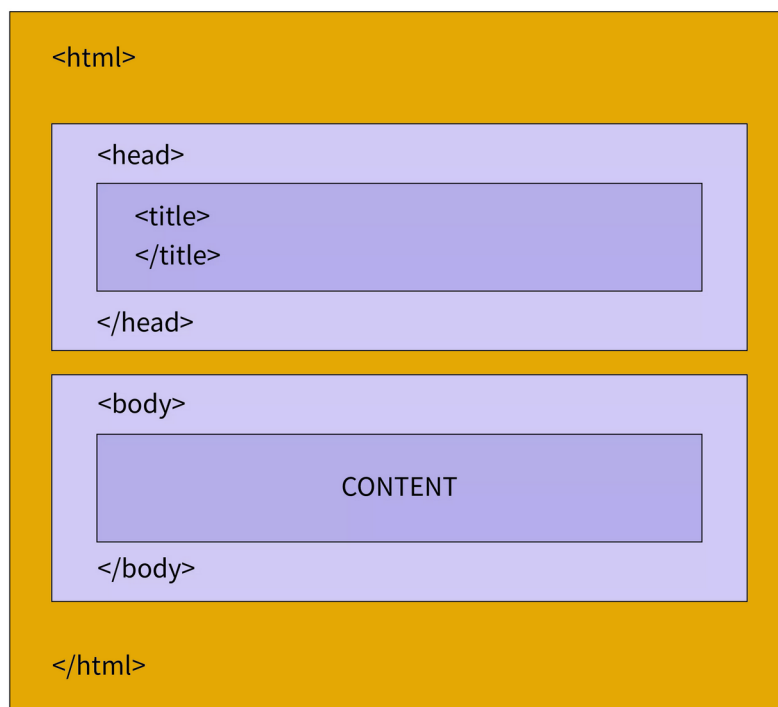 <html>
<head>
<title>
</title>
</head>
<body>
CONTENT
</body>
</html>